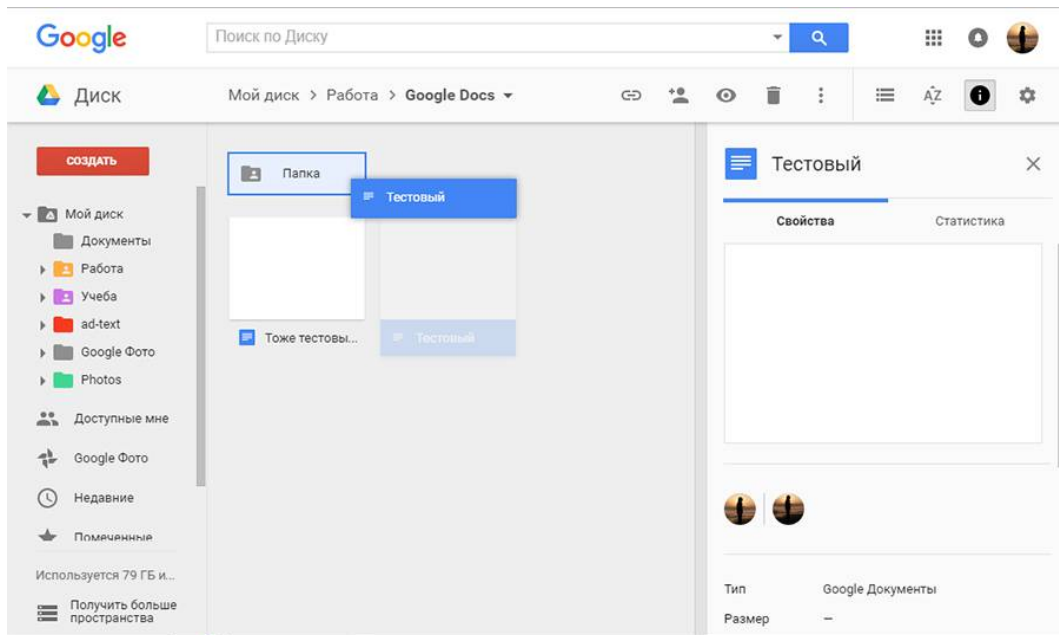 Google
Поиск по Диску
Диск
Мой диск > Работа > Google Docs
AZ
СОЗДАТЬ
Мой диск
Документы
Работа
Учеба
ad-text
Google Фото
Photos
Доступные мне
Google Фото
Недавние
Помеченные
Используется 79 ГБ и...
Получить больше
пространства
Папка
Тестовый
Тоже тестовы...
Тестовый
Тестовый
Свойства
Статистика
Тип Google Документы
Размер –